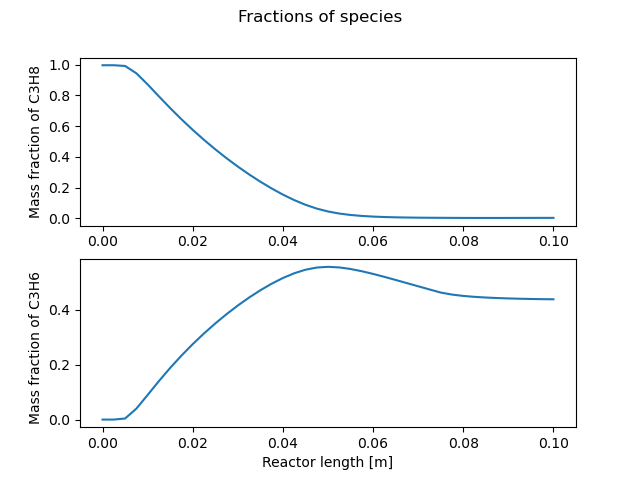 Fractions of species
Mass fraction of C3H8
1.0
0.8
0.6
0.4
0.2
0.0
0.00 0.02 0.04 0.06 0.08 0.10
Mass fraction of C3H6
0.4
0.2
0.0
0.00 0.02 0.04 0.06 0.08 0.10
Reactor length [m]